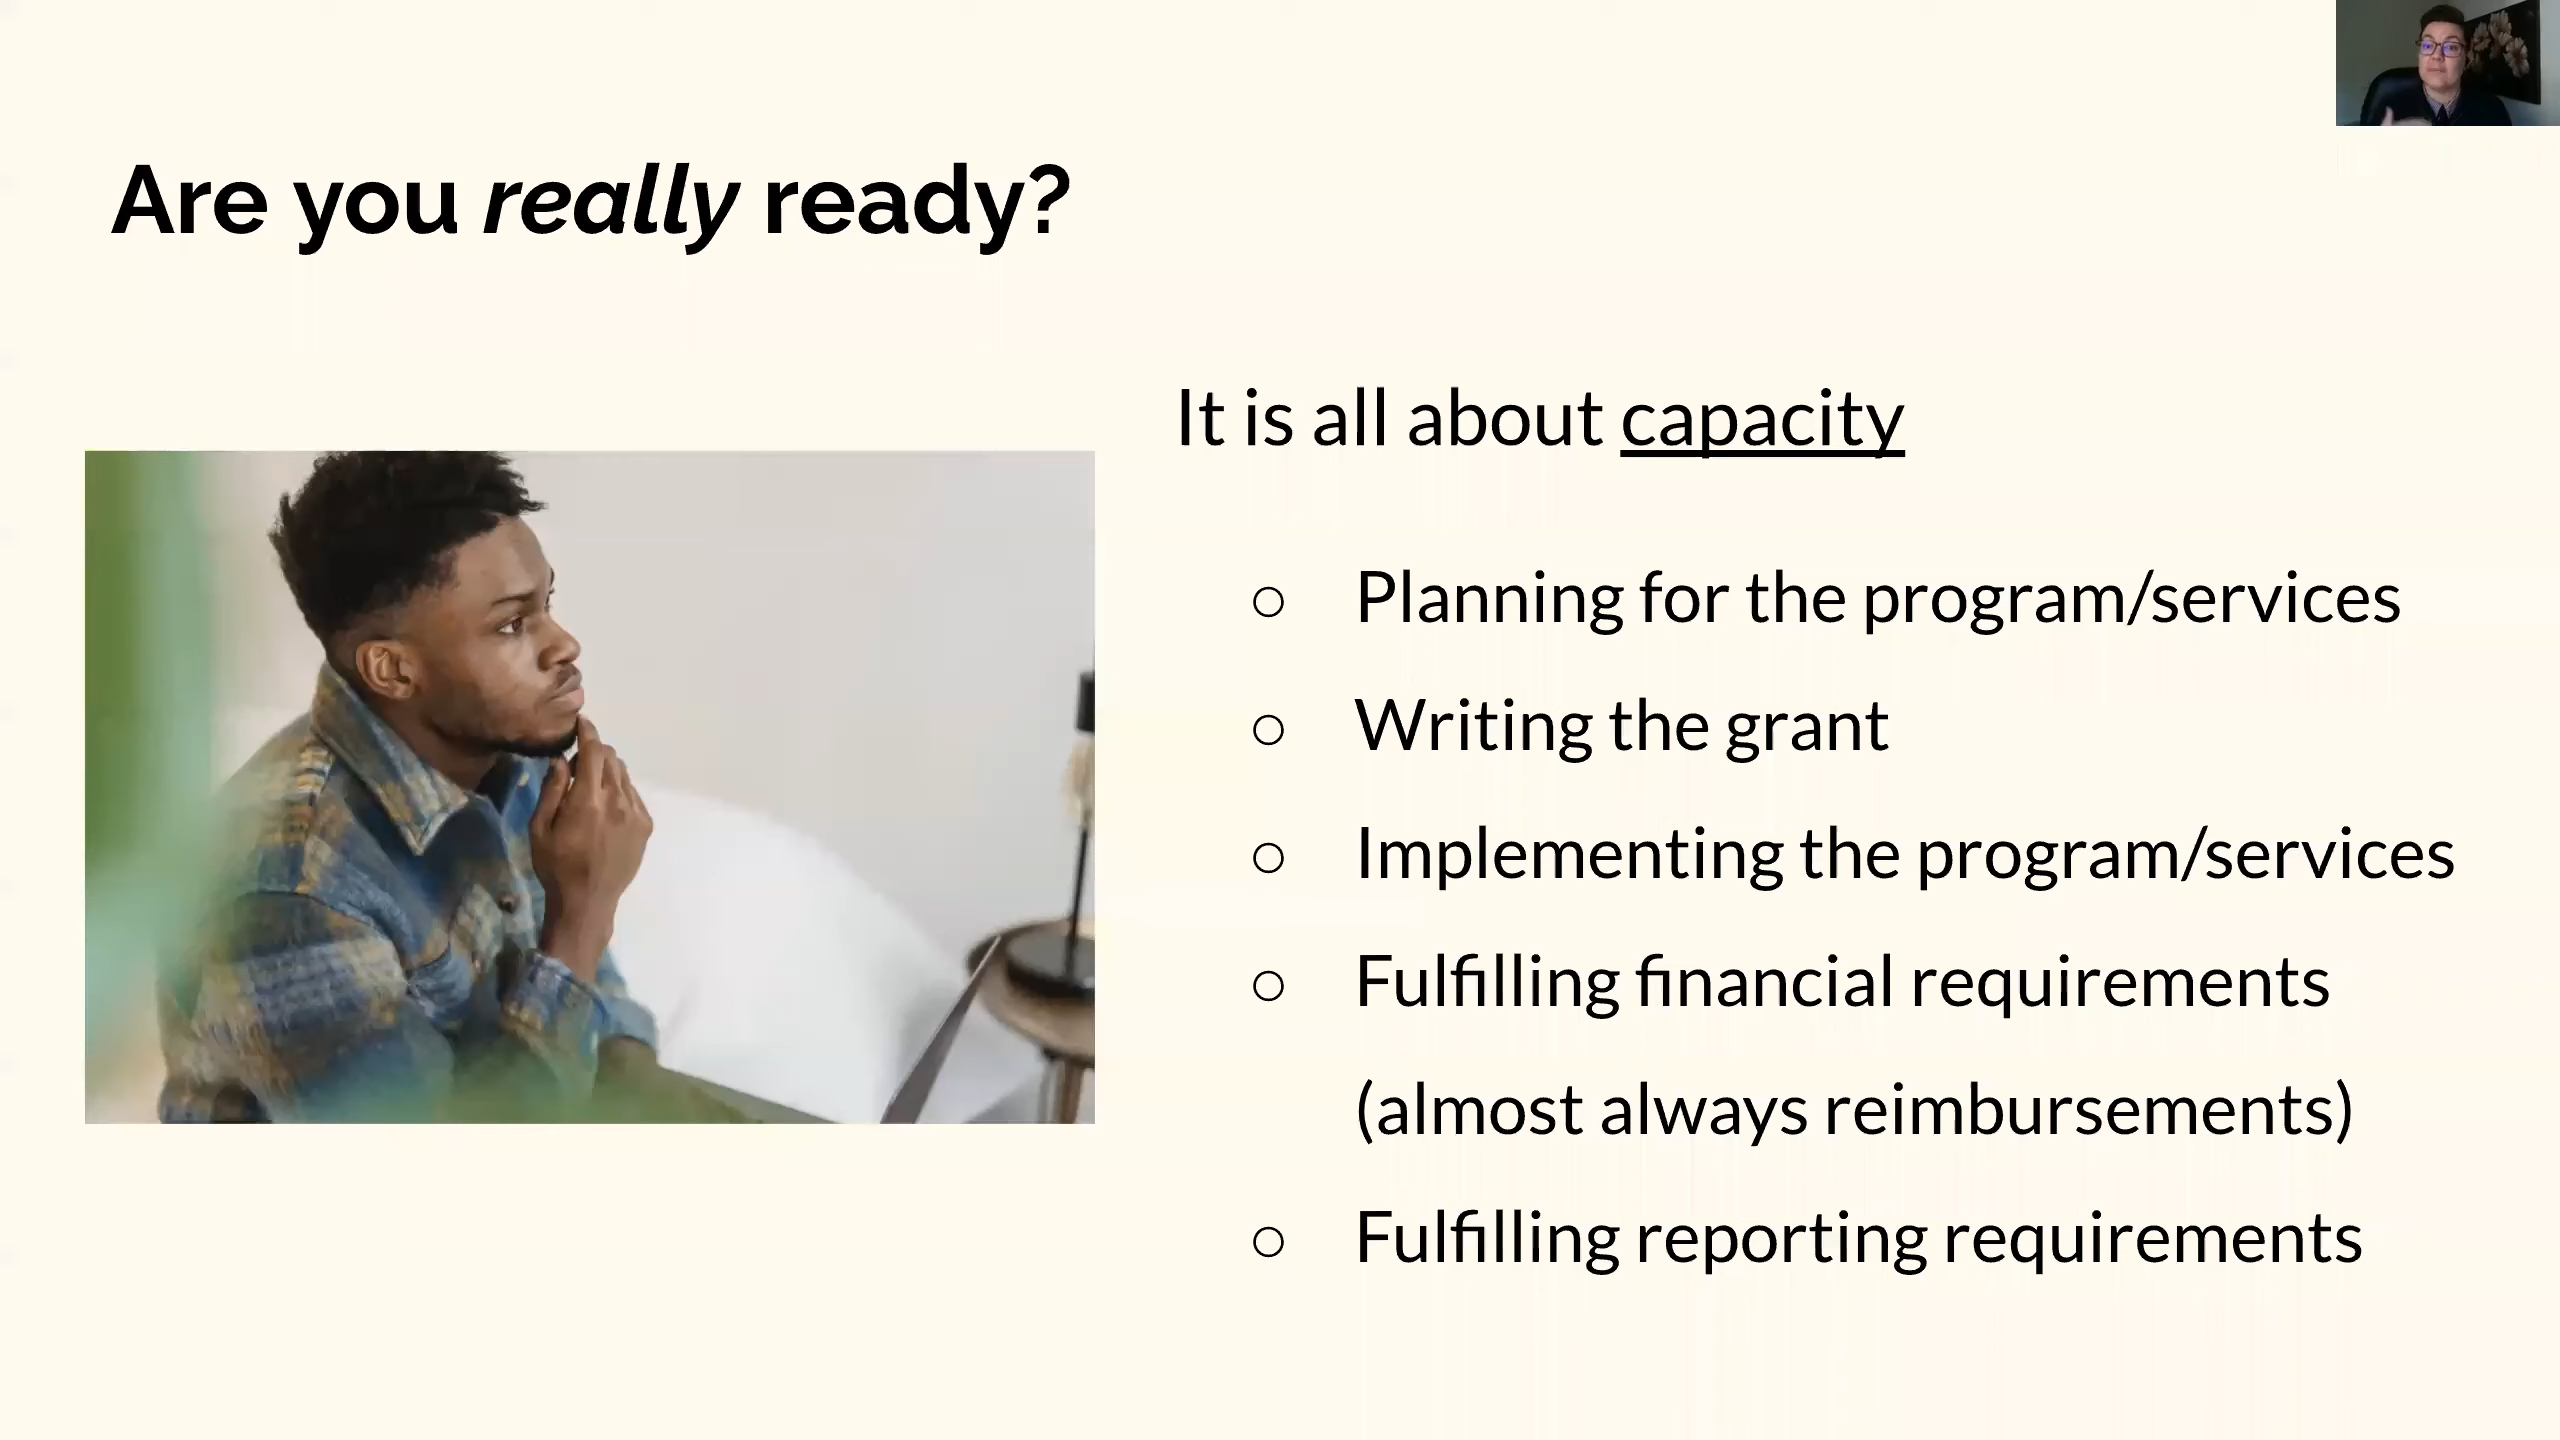 Are you really ready?
It is all about capacity
○ Planning for the program/services
○ Writing the grant
○ Implementing the program/services
○ Fulfilling financial requirements
(almost always reimbursements)
○ Fulfilling reporting requirements